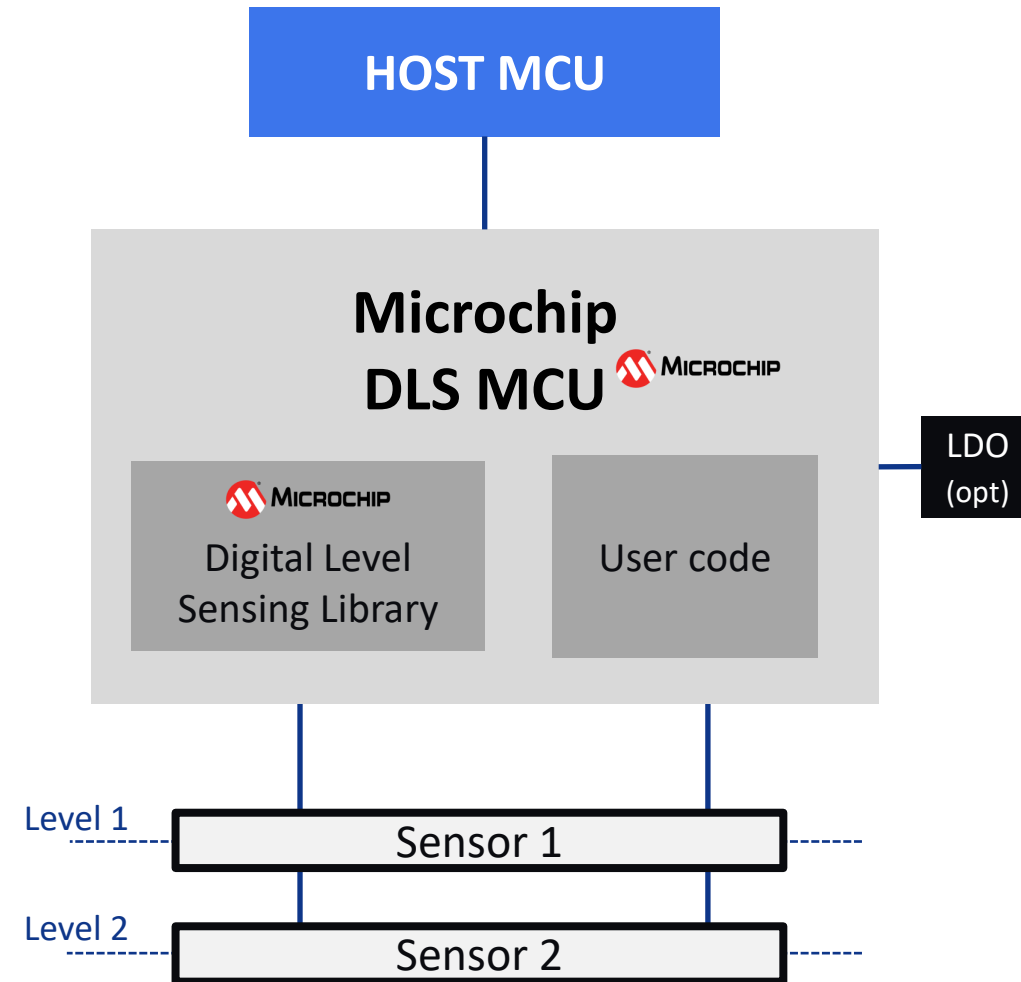 HOST MCU
Microchip
DLS MCU
MICROCHIP
LDO
(opt)
MICROCHIP
Digital Level
Sensing Library
User code
Level 1
Sensor 1
Level 2
Sensor 2